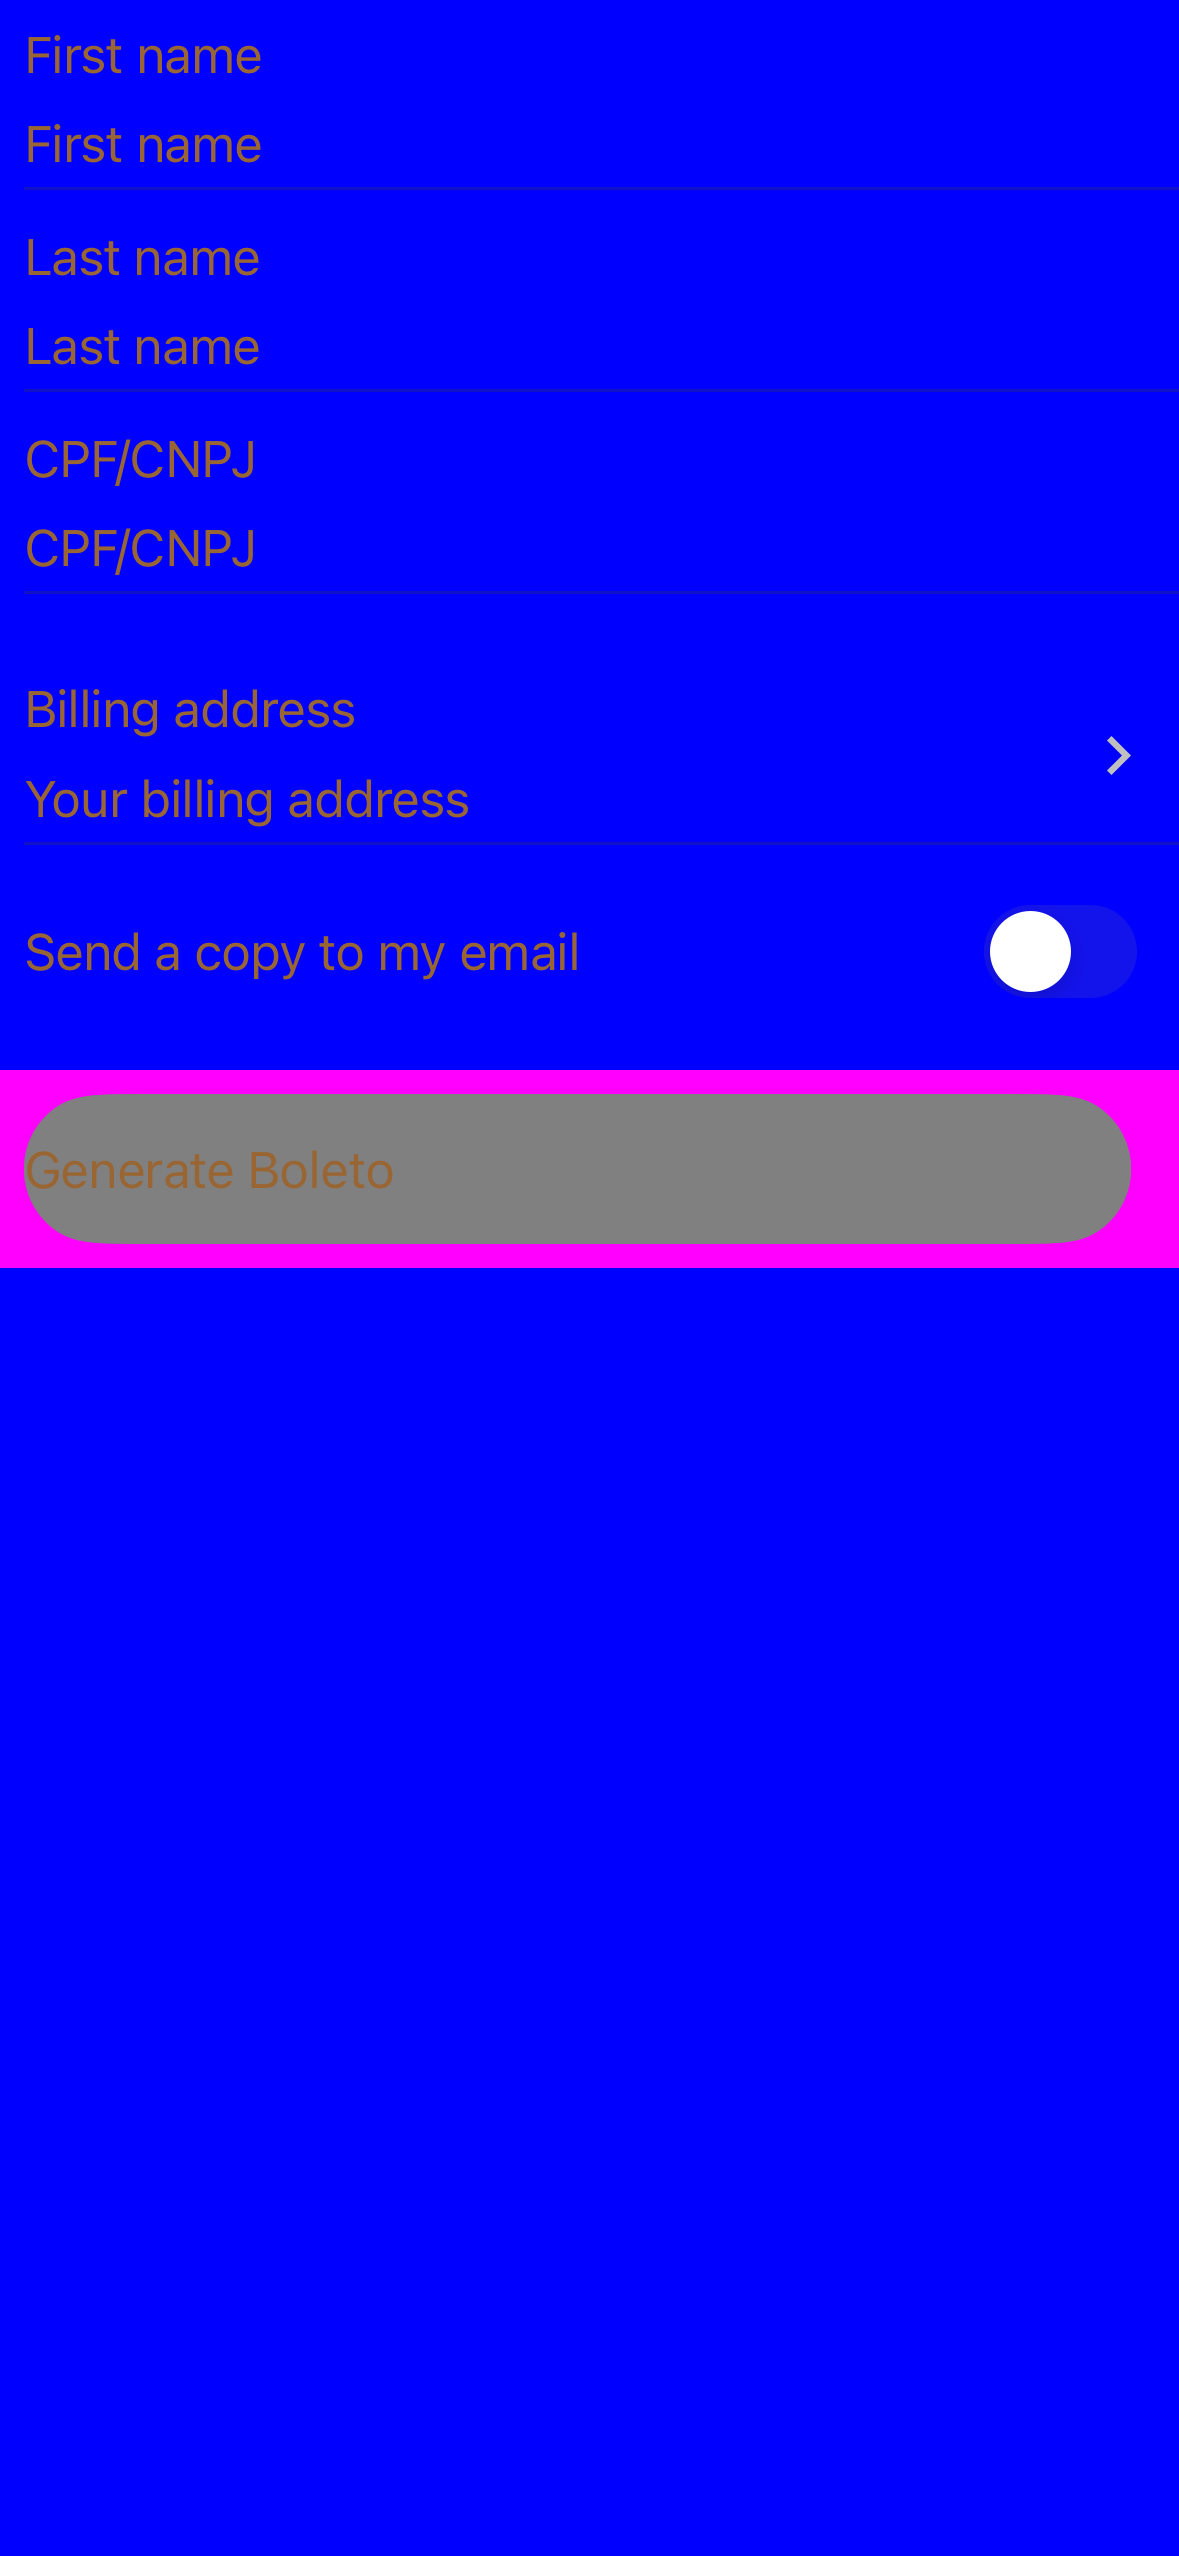 First name
First name
Last name
Last name
CPF/CNPJ
CPF/CNPJ
Billing address
Your billing address
Send a copy to my email
Generate Boleto